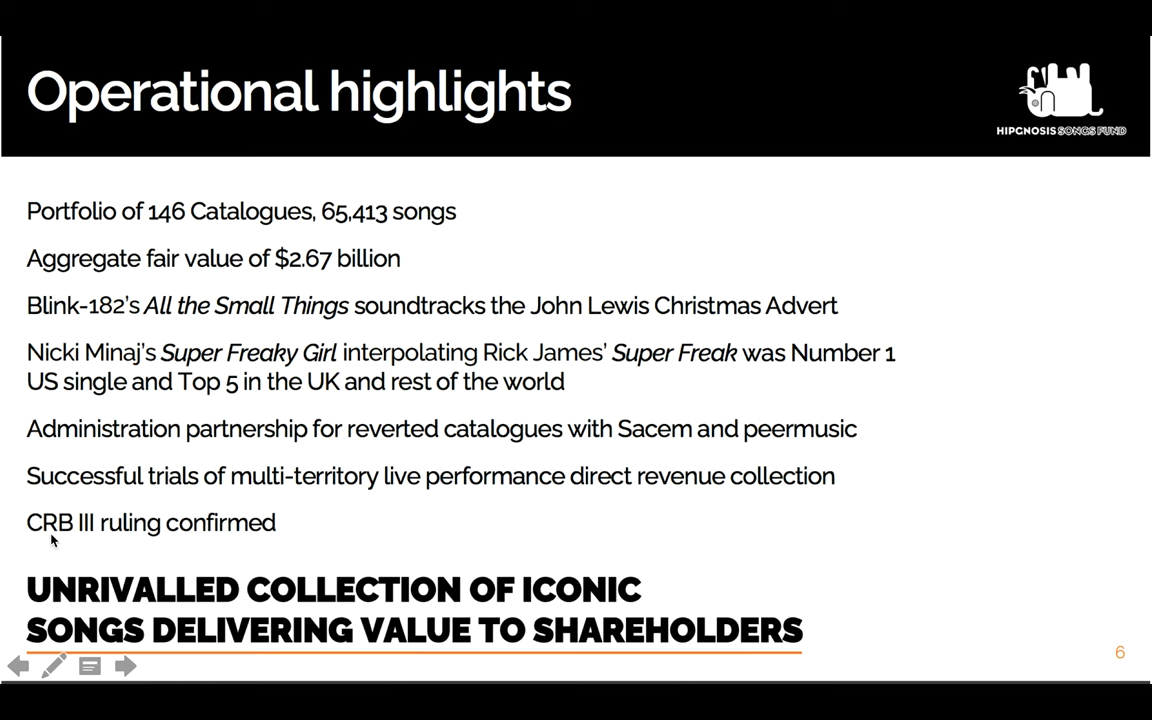 Operational highlights
HIPGNOSIS SONGS FUND
Portfolio of 146 Catalogues, 65,413 songs
Aggregate fair value of $2.67 billion
Blink-182's All the Small Things soundtracks the John Lewis Christmas Advert
Nicki Minaj's Super Freaky Girl interpolating Rick James' Super Freak was Number 1
US single and Top 5 in the UK and rest of the world
Administration partnership for reverted catalogues with Sacem and peermusic
Successful trials of multi-territory live performance direct revenue collection
CRB III ruling confirmed
UNRIVALLED COLLECTION OF ICONIC
SONGS DELIVERING VALUE TO SHAREHOLDERS
6